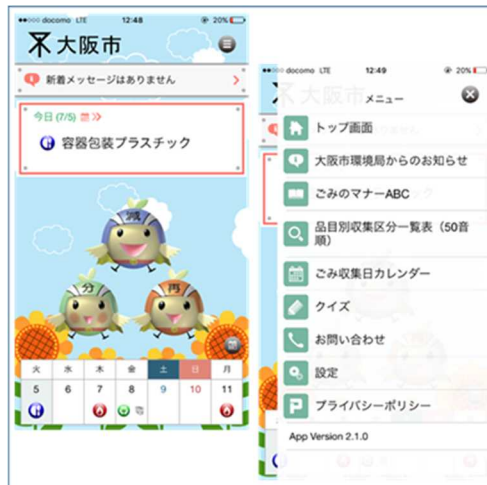 docomo LTE 12:48 20%
大阪市
新着メッセージはありません
今日 (7/5)
容器包装プラスチック
減
分
再
火 水 木 金 土 日 月
5 6 7 8 9 10 11
docomo LTE 12:49 20%
大阪市
メニュー
トップ画面
大阪市環境局からのお知らせ
ごみのマナーABC
品目別収集区分一覧表（50音
順）
ごみ収集日カレンダー
クイズ
お問い合わせ
設定
プライバシーポリシー
App Version 2.1.0